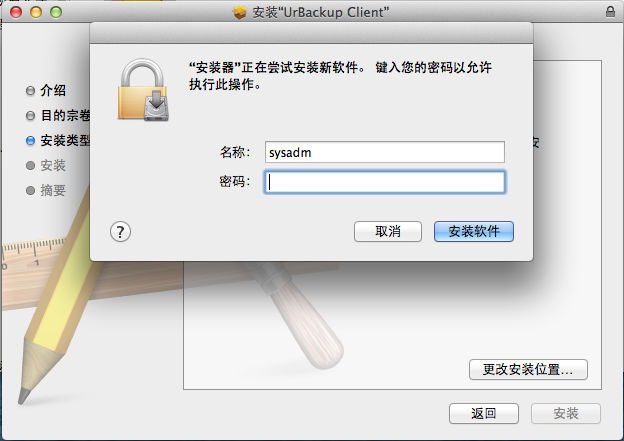 安装“UrBackup Client”
“安装器”正在尝试安装新软件。 键入您的密码以允许
执行此操作。
名称：
sysadm
密码：
?
取消
安装软件
介绍
目的宗卷
安装类型
安装
摘要
安
0
1
更改安装位置...
返回
安装